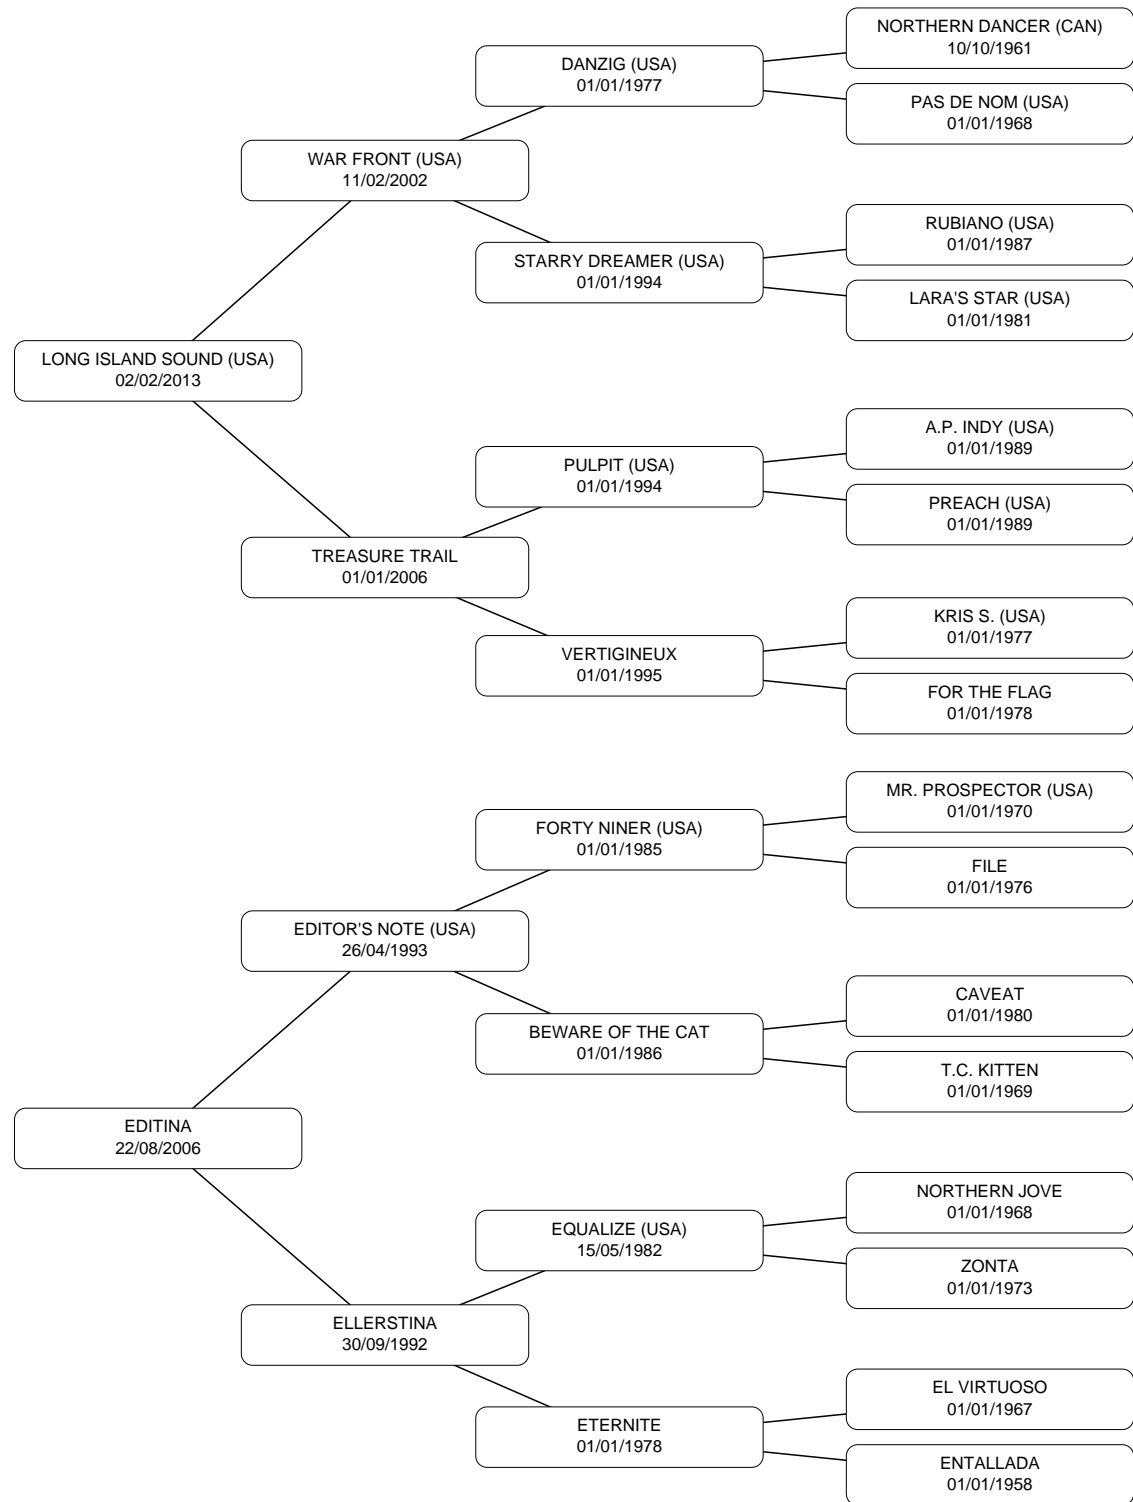 NORTHERN DANCER (CAN)
10/10/1961
DANZIG (USA)
01/01/1977
PAS DE NOM (USA)
01/01/1968
WAR FRONT (USA)
11/02/2002
RUBIANO (USA)
01/01/1987
STARRY DREAMER (USA)
01/01/1994
LARA'S STAR (USA)
01/01/1981
LONG ISLAND SOUND (USA)
02/02/2013
A.P. INDY (USA)
01/01/1989
PULPIT (USA)
01/01/1994
PREACH (USA)
01/01/1989
TREASURE TRAIL
01/01/2006
KRIS S. (USA)
01/01/1977
VERTIGINEUX
01/01/1995
FOR THE FLAG
01/01/1978
MR. PROSPECTOR (USA)
01/01/1970
FORTY NINER (USA)
01/01/1985
FILE
01/01/1976
EDITOR'S NOTE (USA)
26/04/1993
CAVEAT
01/01/1980
BEWARE OF THE CAT
01/01/1986
T.C. KITTEN
01/01/1969
EDITINA
22/08/2006
NORTHERN JOVE
01/01/1968
EQUALIZE (USA)
15/05/1982
ZONTA
01/01/1973
ELLERSTINA
30/09/1992
EL VIRTUOSO
01/01/1967
ETERNITE
01/01/1978
ENTALLADA
01/01/1958